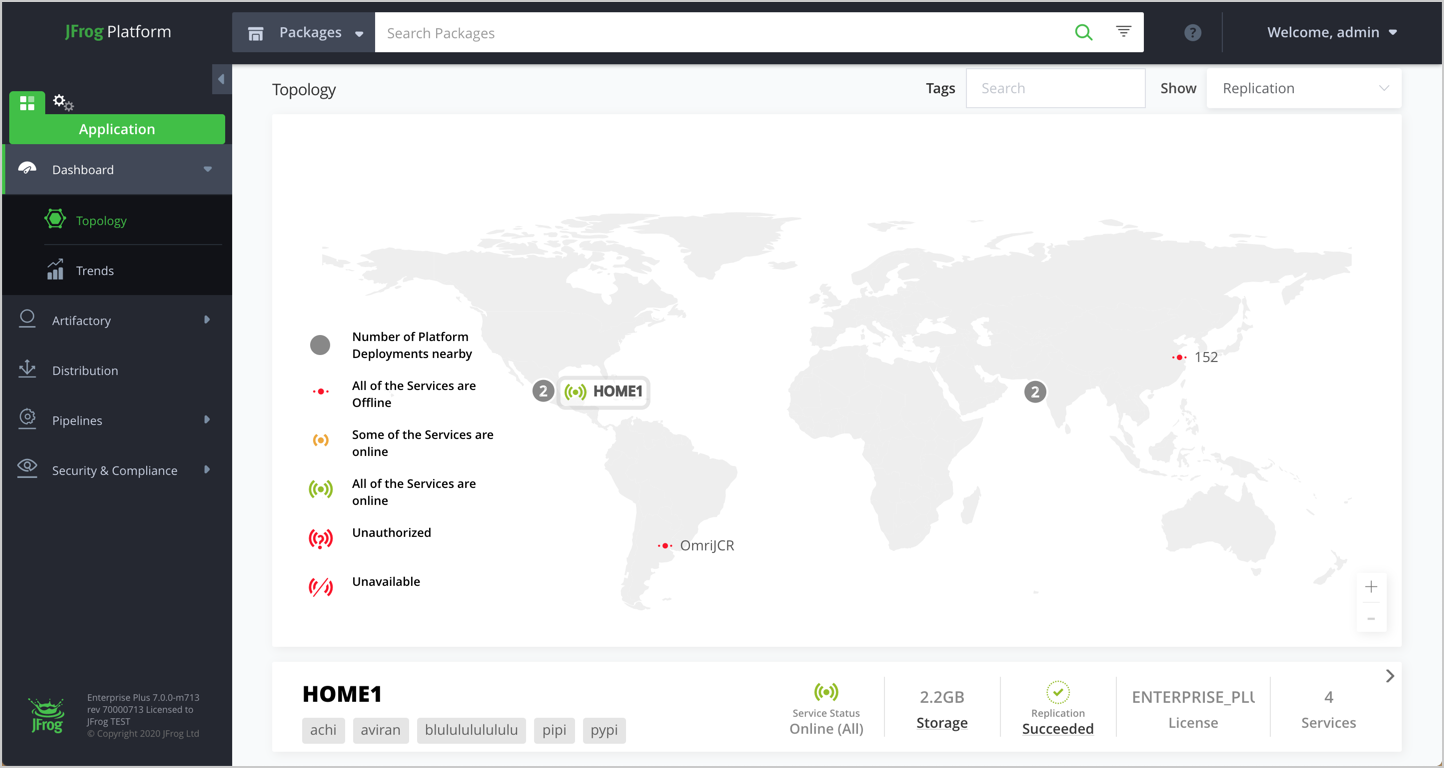 JFrog Platform
Packages
Search Packages
?
Welcome, admin
Application
Dashboard
Topology
Trends
Artifactory
Distribution
Pipelines
Security & Compliance
JFrog
Enterprise Plus 7.0.0-m713
rev 70000713 Licensed to
JFrog TEST
© Copyright 2020 JFrog Ltd
Topology
Tags
Search
Show
Replication
Number of Platform
Deployments nearby
All of the Services are
Offline
Some of the Services are
online
All of the Services are
online
Unauthorized
Unavailable
2
HOME1
2
152
OmriJCR
+
−
HOME1
achi
aviran
blulululululu
pipi
pypi
Service Status
Online (All)
2.2GB
Storage
Replication
Succeeded
ENTERPRISE_PLU
License
4
Services